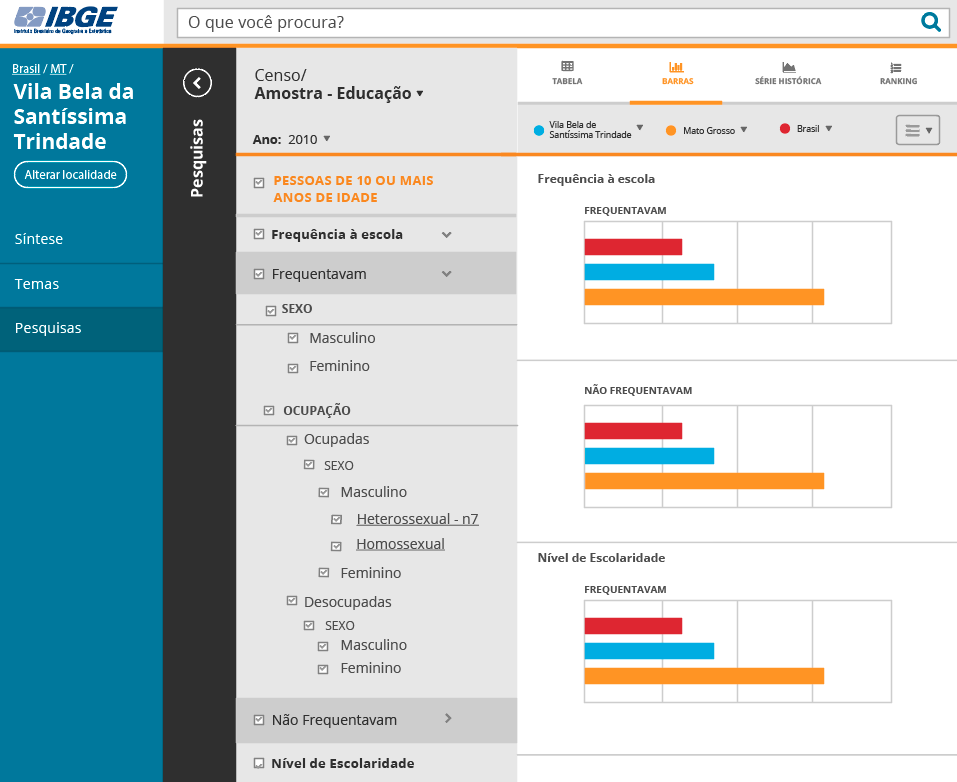 IBGE
Instituto Brasileiro de Geografia e Estatística
O que você procura?
Brasil / MT /
Vila Bela da
Santíssima
Trindade
Alterar localidade
Síntese
Temas
Pesquisas
Pesquisas
Censo/
Amostra - Educação
Ano: 2010
PESSOAS DE 10 OU MAIS
ANOS DE IDADE
Frequência à escola
Frequentavam
SEXO
Masculino
Feminino
OCUPAÇÃO
Ocupadas
SEXO
Masculino
Heterossexual - n7
Homossexual
Feminino
Desocupadas
SEXO
Masculino
Feminino
Não Frequentavam
Nível de Escolaridade
TABELA
BARRAS
SÉRIE HISTÓRICA
RANKING
Vila Bela de
Santíssima Trindade
Mato Grosso
Brasil
Frequência à escola
FREQUENTAVAM
NÃO FREQUENTAVAM
Nível de Escolaridade
FREQUENTAVAM